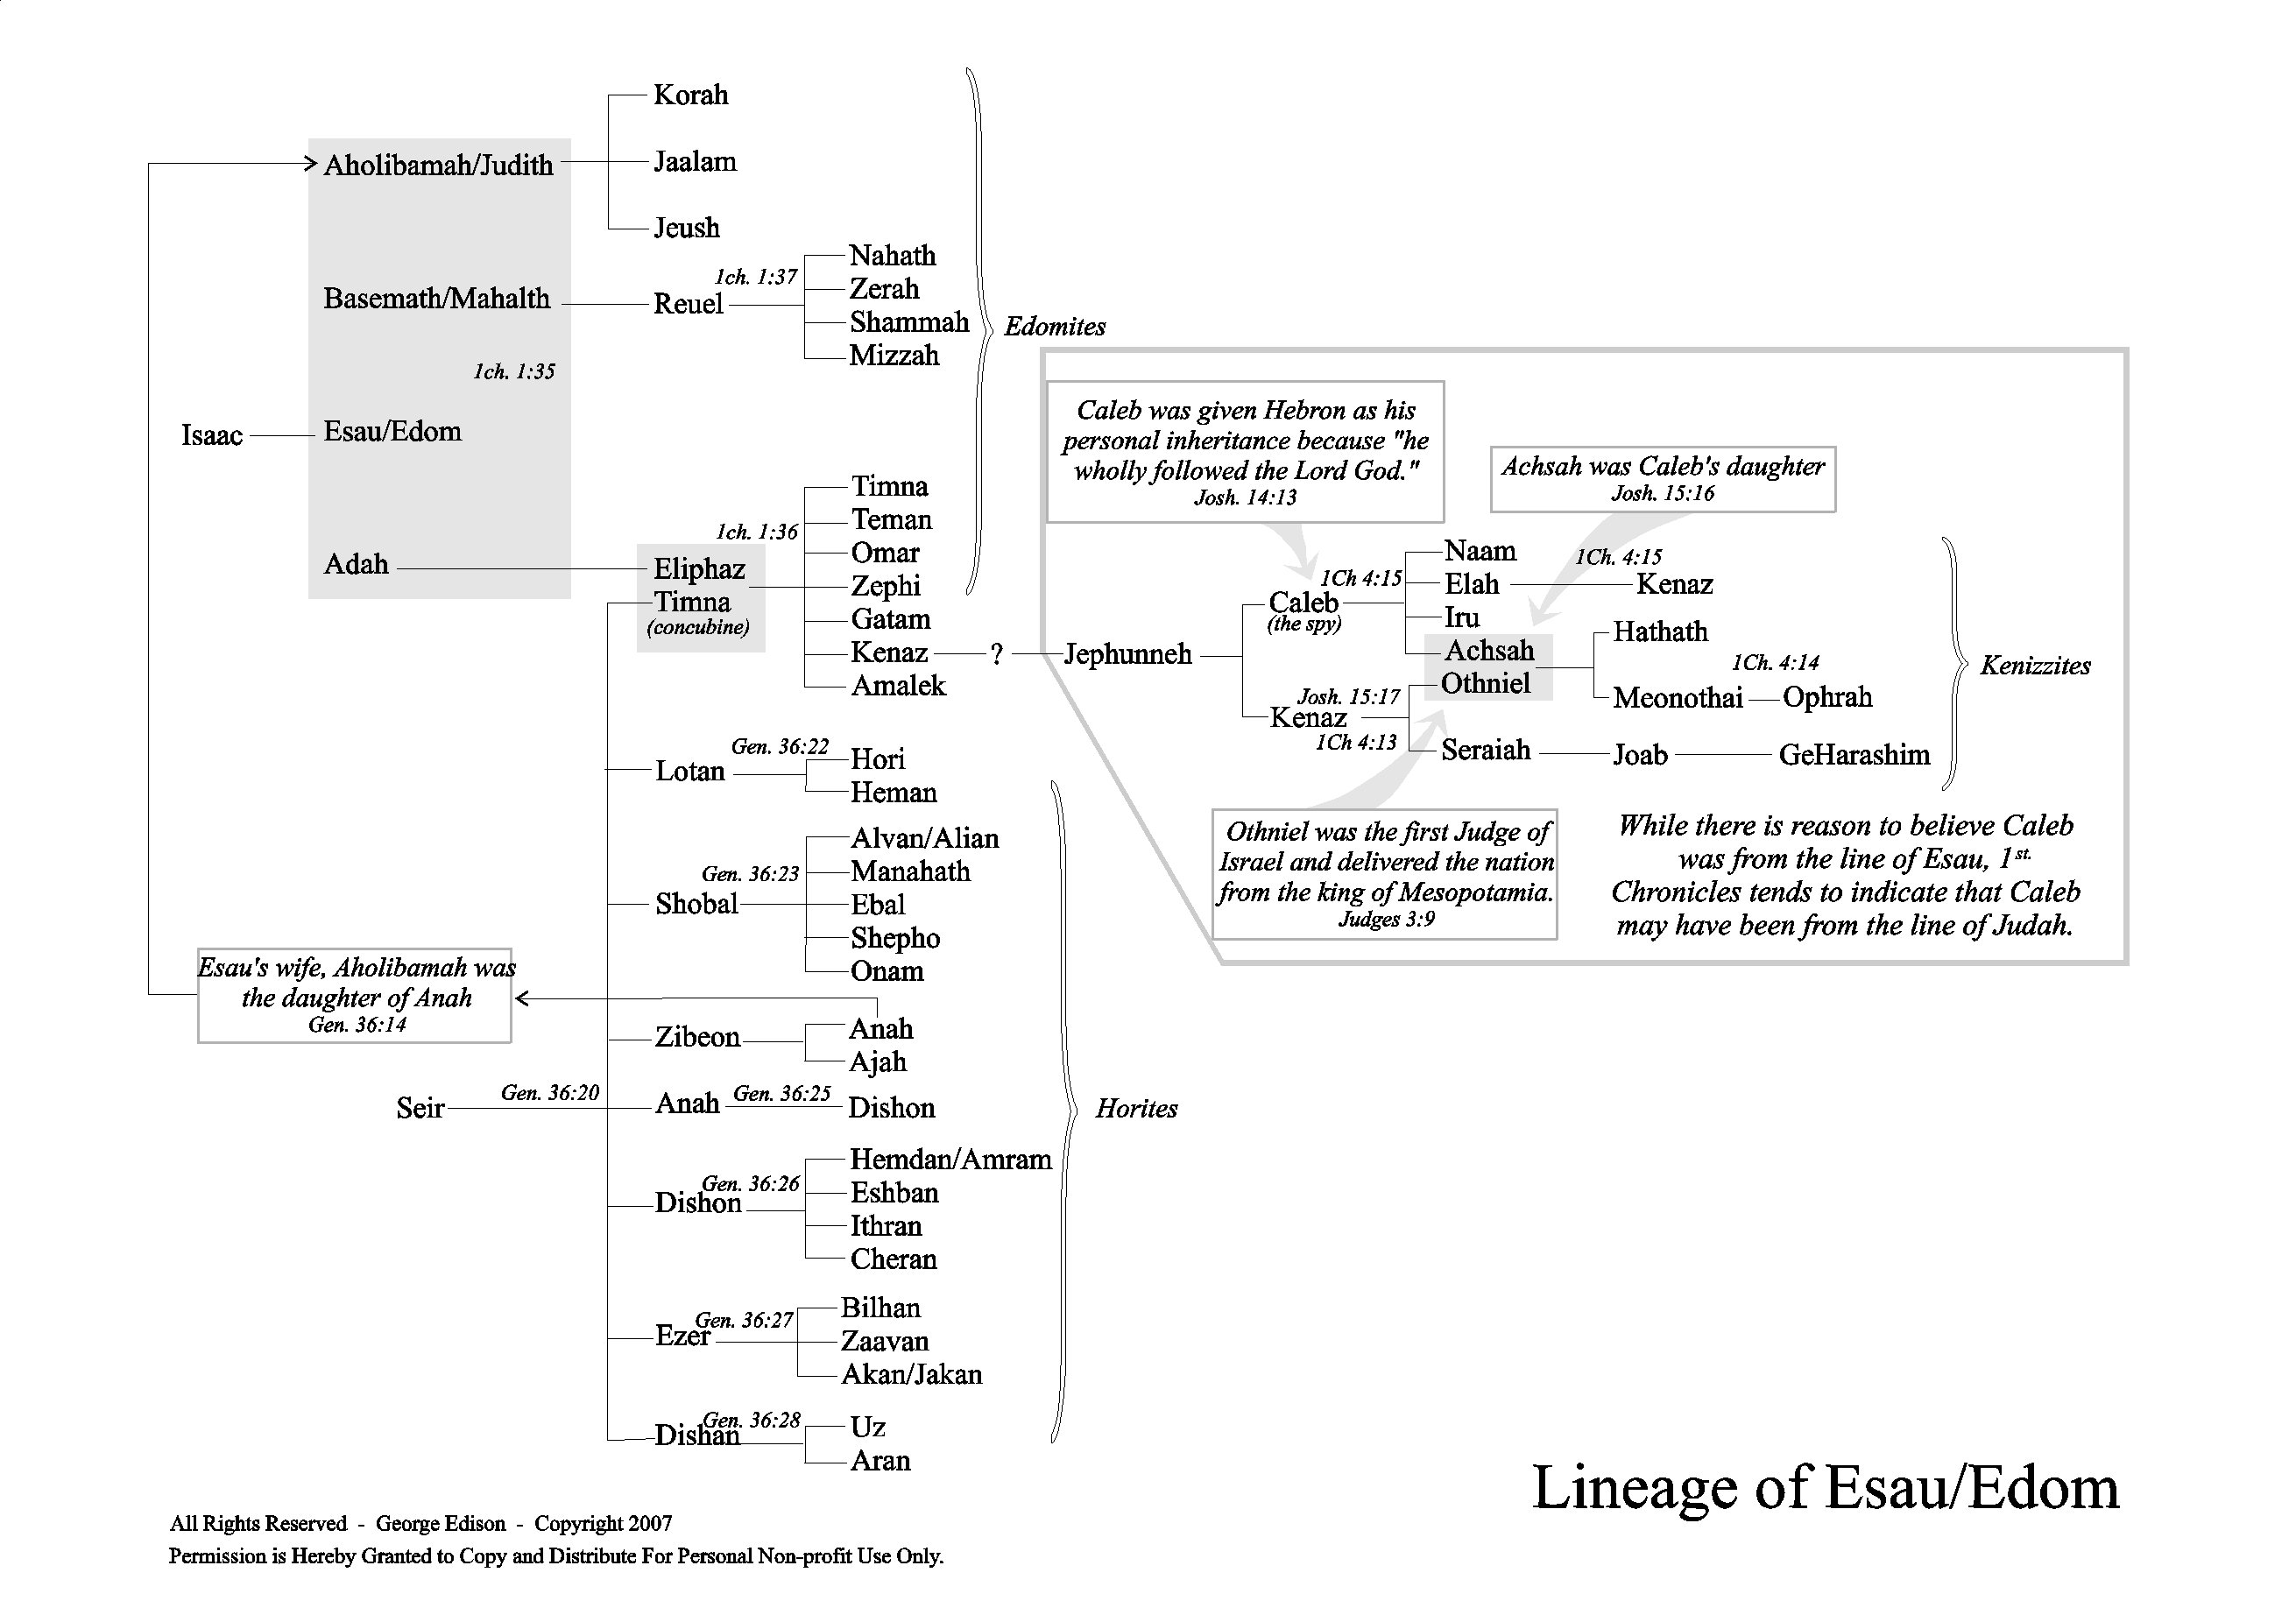 Korah
Aholibamah/Judith
Jaalam
Jeush
Nahath
1ch. 1:37
Zerah
Basemath/Mahalth
Reuel
Shammah
Mizzah
Edomites
1ch. 1:35
Isaac
Esau/Edom
Timna
Teman
1ch. 1:36
Omar
Adah
Eliphaz
Zephi
Timna
(concubine)
Gatam
Kenaz
?
Amalek
Caleb was given Hebron as his
personal inheritance because "he
wholly followed the Lord God."
Josh. 14:13
Achsah was Caleb's daughter
Josh. 15:16
Jephunneh
Caleb
(the spy)
1Ch 4:15
Naam
Elah
1Ch. 4:15
Kenaz
Iru
Achsah
Othniel
Hathath
1Ch. 4:14
Meonothai
Ophrah
Josh. 15:17
Kenaz
1Ch 4:13
Seraiah
Joab
GeHarashim
Kenizzites
Othniel was the first Judge of
Israel and delivered the nation
from the king of Mesopotamia.
Judges 3:9
While there is reason to believe Caleb
was from the line of Esau, 1st.
Chronicles tends to indicate that Caleb
may have been from the line of Judah.
Gen. 36:22
Lotan
Hori
Heman
Alvan/Alian
Gen. 36:23
Manahath
Shobal
Ebal
Shepho
Onam
Esau's wife, Aholibamah was
the daughter of Anah
Gen. 36:14
Zibeon
Anah
Ajah
Seir
Gen. 36:20
Anah
Gen. 36:25
Dishon
Horites
Hemdan/Amram
Gen. 36:26
Dishon
Eshban
Ithran
Cheran
Bilhan
Gen. 36:27
Ezer
Zaavan
Akan/Jakan
Gen. 36:28
Dishan
Uz
Aran
Lineage of Esau/Edom
All Rights Reserved - George Edison - Copyright 2007
Permission is Hereby Granted to Copy and Distribute For Personal Non-profit Use Only.